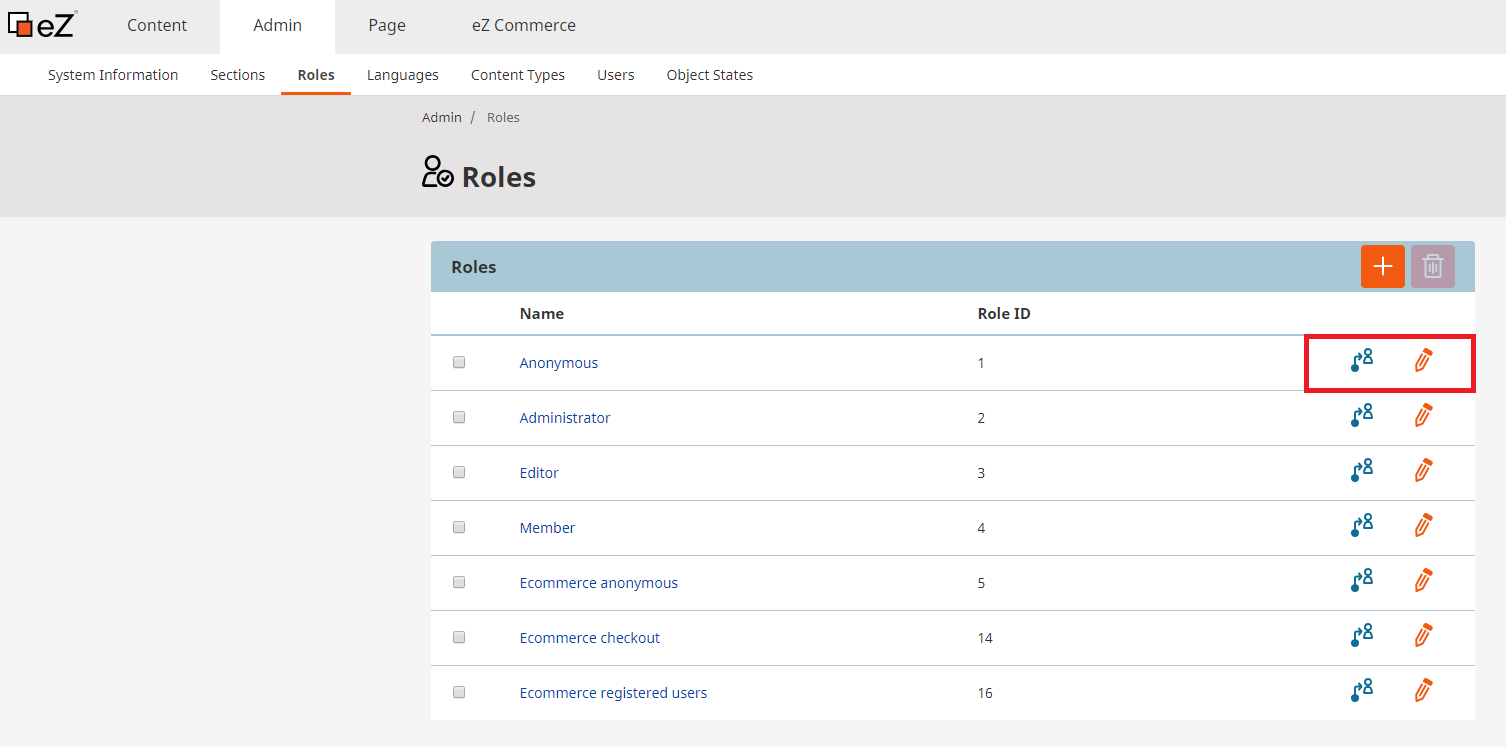 eZ Content Admin Page eZ Commerce
System Information Sections Roles Languages Content Types Users Object States
Admin / Roles
Roles
Roles
Name Role ID
Anonymous 1
Administrator 2
Editor 3
Member 4
Ecommerce anonymous 5
Ecommerce checkout 14
Ecommerce registered users 16